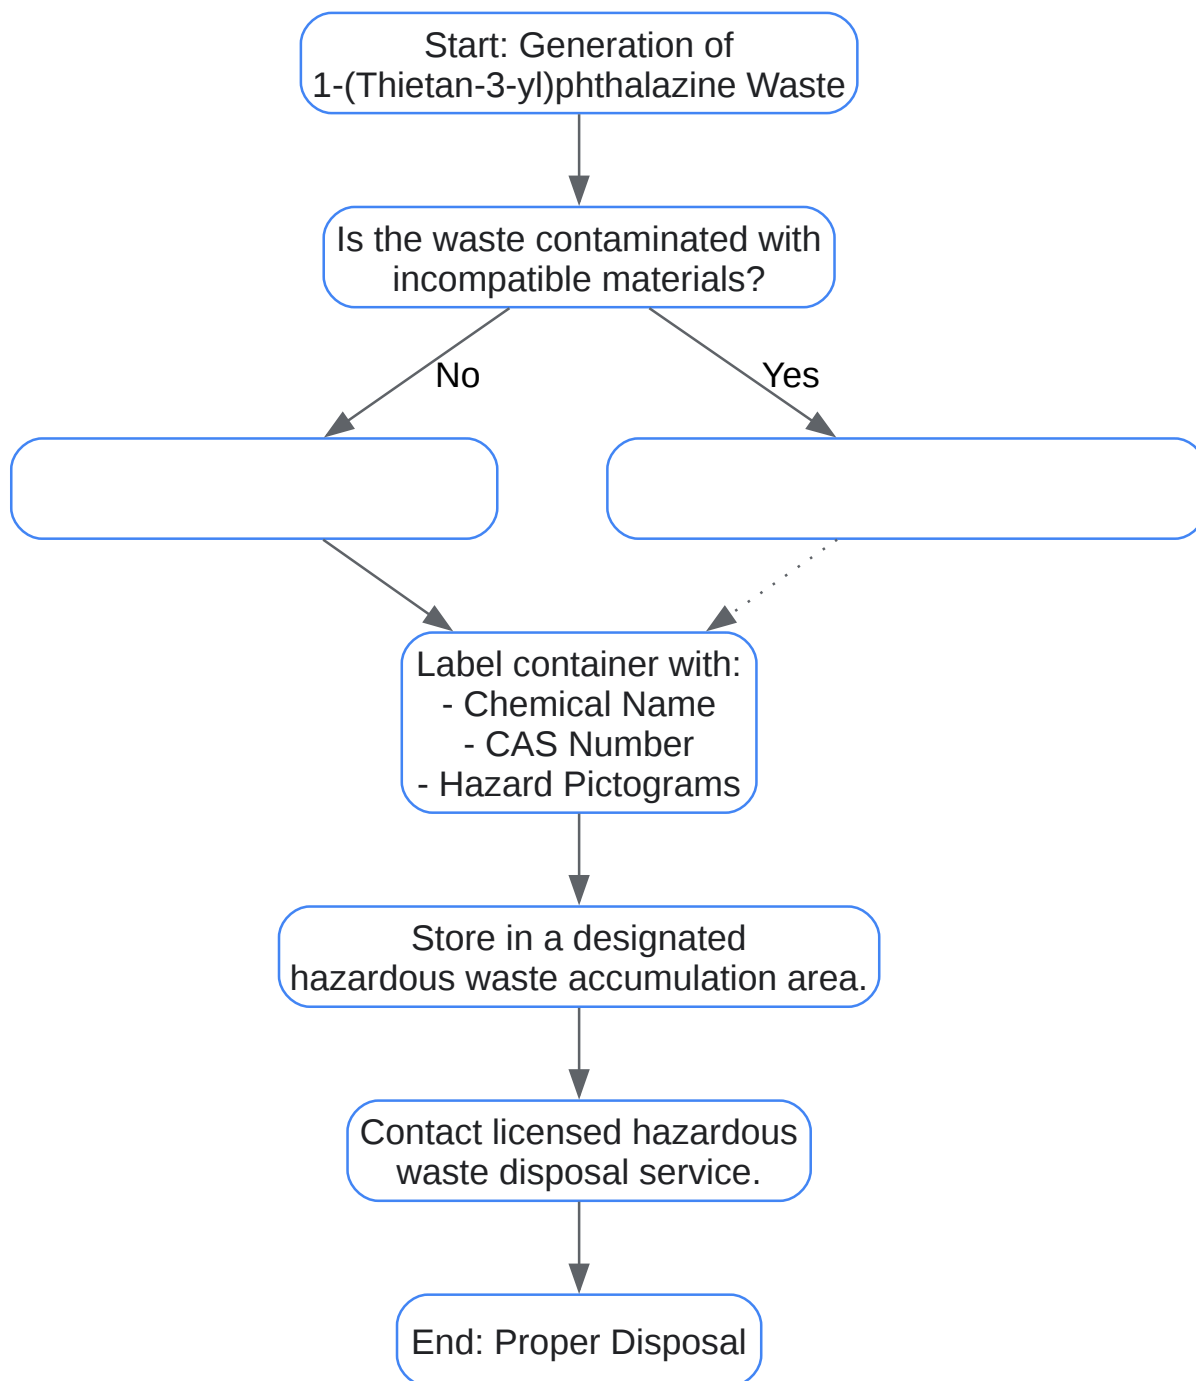 Start: Generation of
1-(Thietan-3-yl)phthalazine Waste
Is the waste contaminated with
incompatible materials?
No
Yes
Label container with:
- Chemical Name
- CAS Number
- Hazard Pictograms
Store in a designated
hazardous waste accumulation area.
Contact licensed hazardous
waste disposal service.
End: Proper Disposal